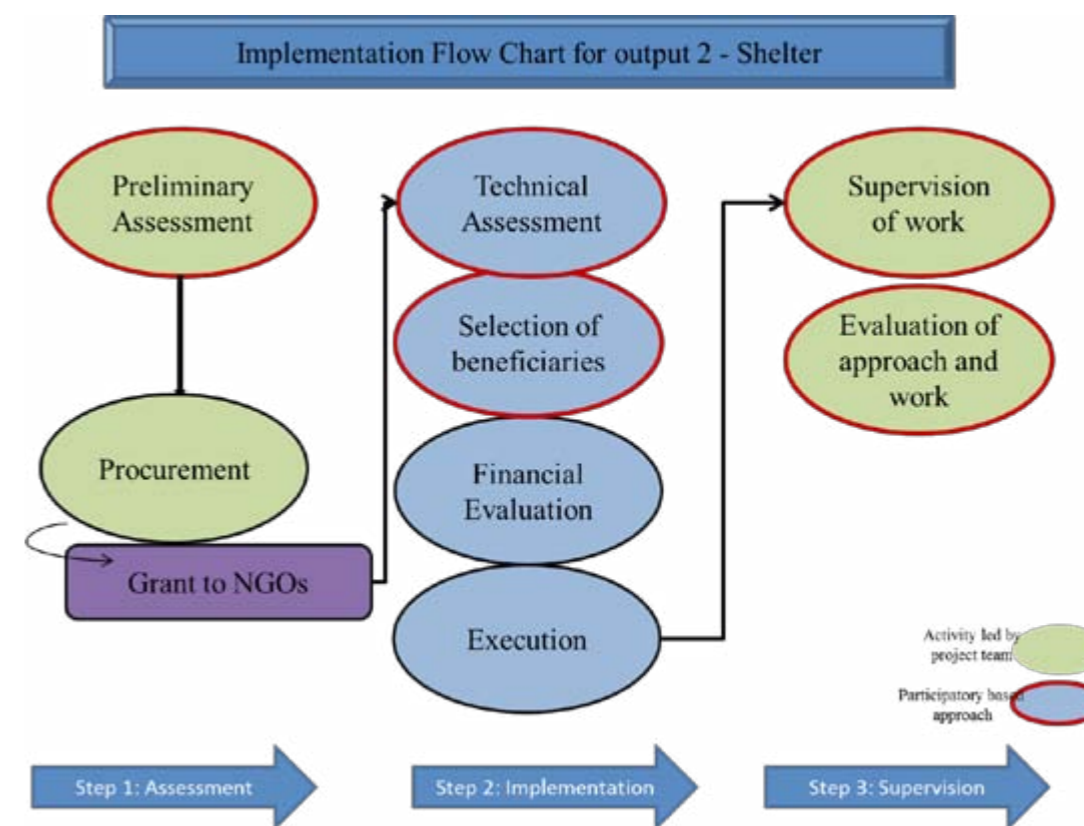 Implementation Flow Chart for output 2 - Shelter
Preliminary
Assessment
Procurement
Grant to NGOs
Technical
Assessment
Selection of
beneficiaries
Financial
Evaluation
Execution
Supervision
of work
Evaluation of
approach and
work
Activity led by
project team
Participatory based
approach
Step 1: Assessment
Step 2: Implementation
Step 3: Supervision